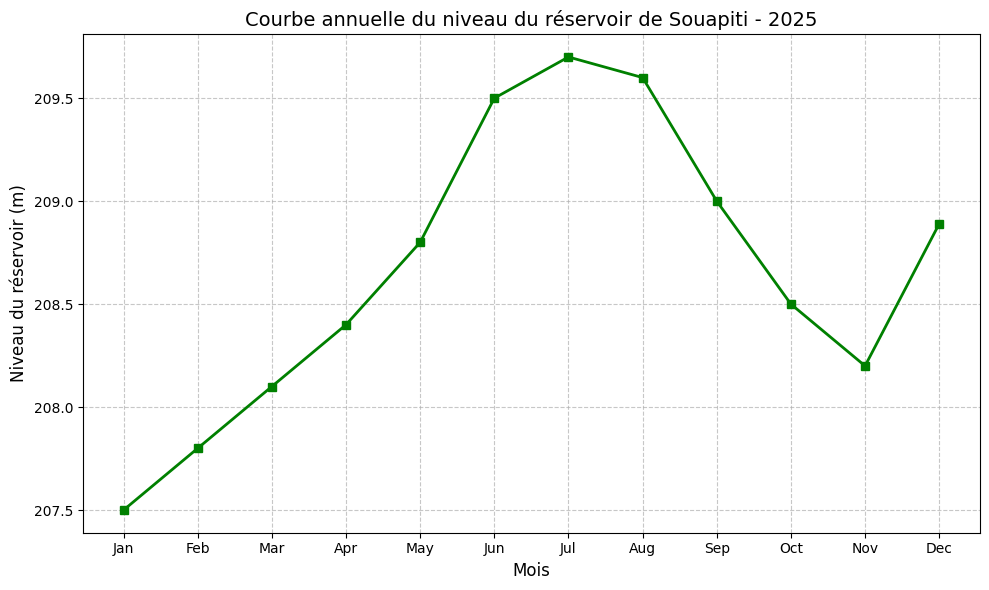 Courbe annuelle du niveau du réservoir de Souapiti - 2025
Niveau du réservoir (m)
209.5
209.0
208.5
208.0
207.5
Jan Feb Mar Apr May Jun Jul Aug Sep Oct Nov Dec
Mois